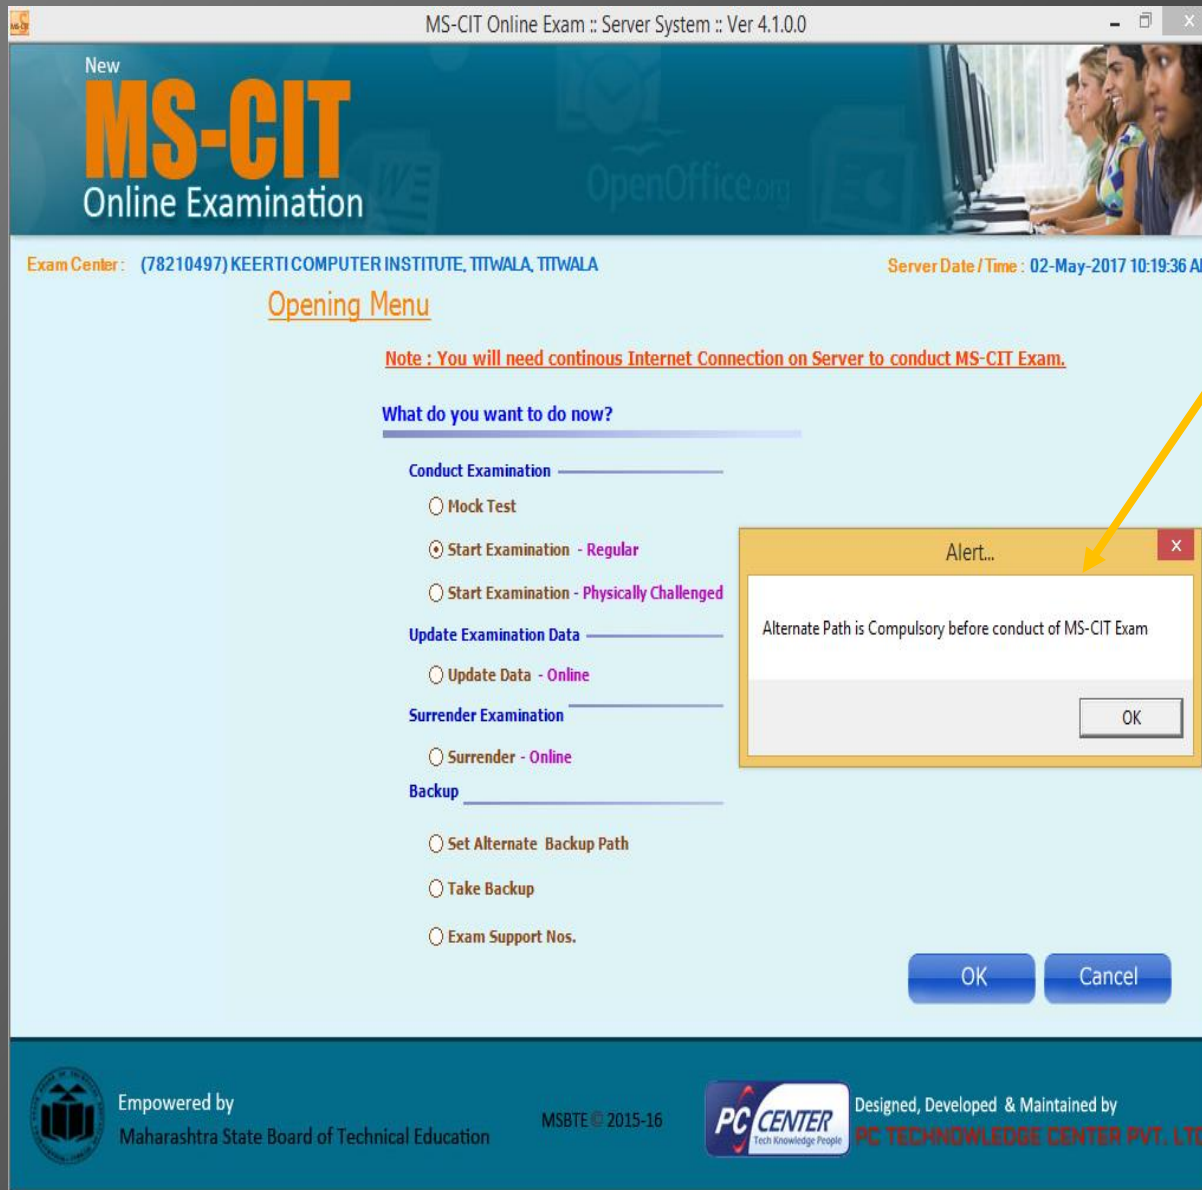 MS-CIT Online Exam :: Server System :: Ver 4.1.0.0
New
MS-CIT
Online Examination
OpenOffice.org
Exam Center : (78210497) KEERTI COMPUTER INSTITUTE, TITWALA, TITWALA
Server Date / Time : 02-May-2017 10:19:36 A
Opening Menu
Note : You will need continous Internet Connection on Server to conduct MS-CIT Exam.
What do you want to do now?
Conduct Examination
Mock Test
Start Examination - Regular
Start Examination - Physically Challenged
Update Examination Data
Update Data - Online
Surrender Examination
Surrender - Online
Backup
Set Alternate Backup Path
Take Backup
Exam Support Nos.
Alert...
x
Alternate Path is Compulsory before conduct of MS-CIT Exam
OK
OK
Cancel
Empowered by
Maharashtra State Board of Technical Education
MSBTE © 2015-16
PC CENTER
Tech Knowledge People
Designed, Developed & Maintained by
PC TECHNOWLEDGE CENTER PVT. LTD